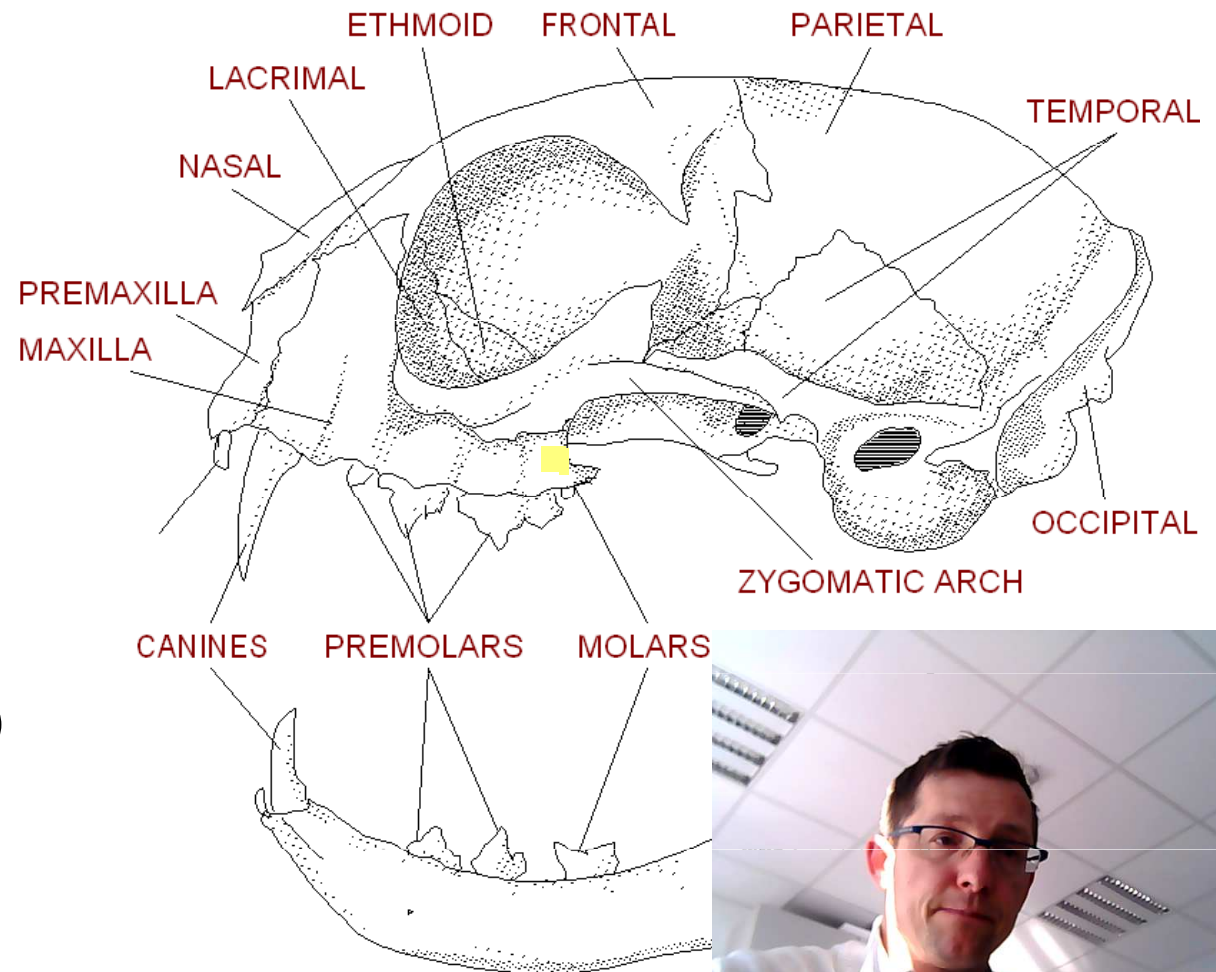 ETHMOID FRONTAL PARIETAL
LACRIMAL
TEMPORAL
NASAL
PREMAXILLA
MAXILLA
OCCIPITAL
ZYGOMATIC ARCH
CANINES PREMOLARS MOLARS
)